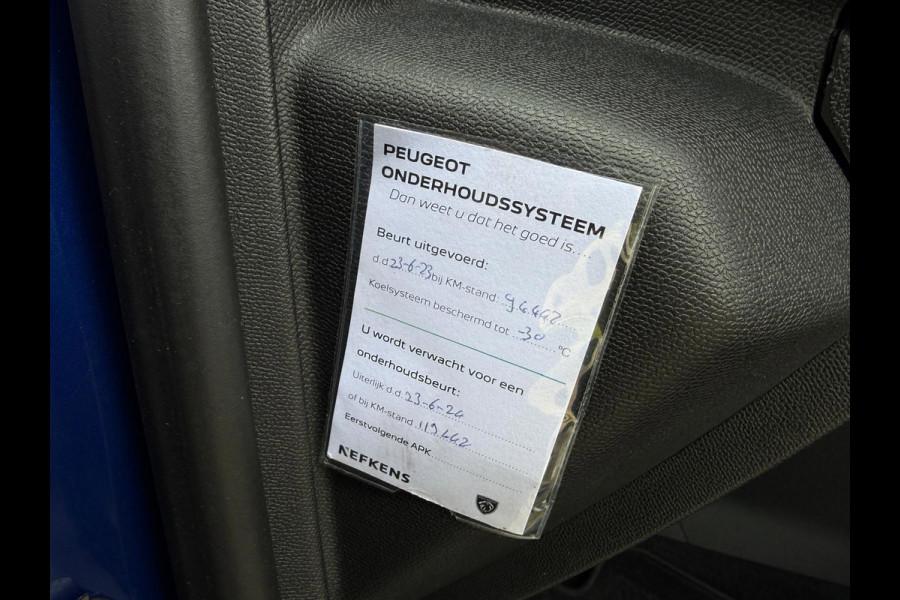 PEUGEOT
ONDERHOUDSSYSTEEM
Dan weet u dat het goed is....
Beurt uitgevoerd:
d.d. 23-6-23 bij KM-stand: 94.442
Koelsysteem beschermd tot -30 °C
U wordt verwacht voor een
onderhoudsbeurt:
Uiterlijk d.d. 23-6-24
of bij KM-stand 119.442
Eerstvolgende APK
NEFKENS